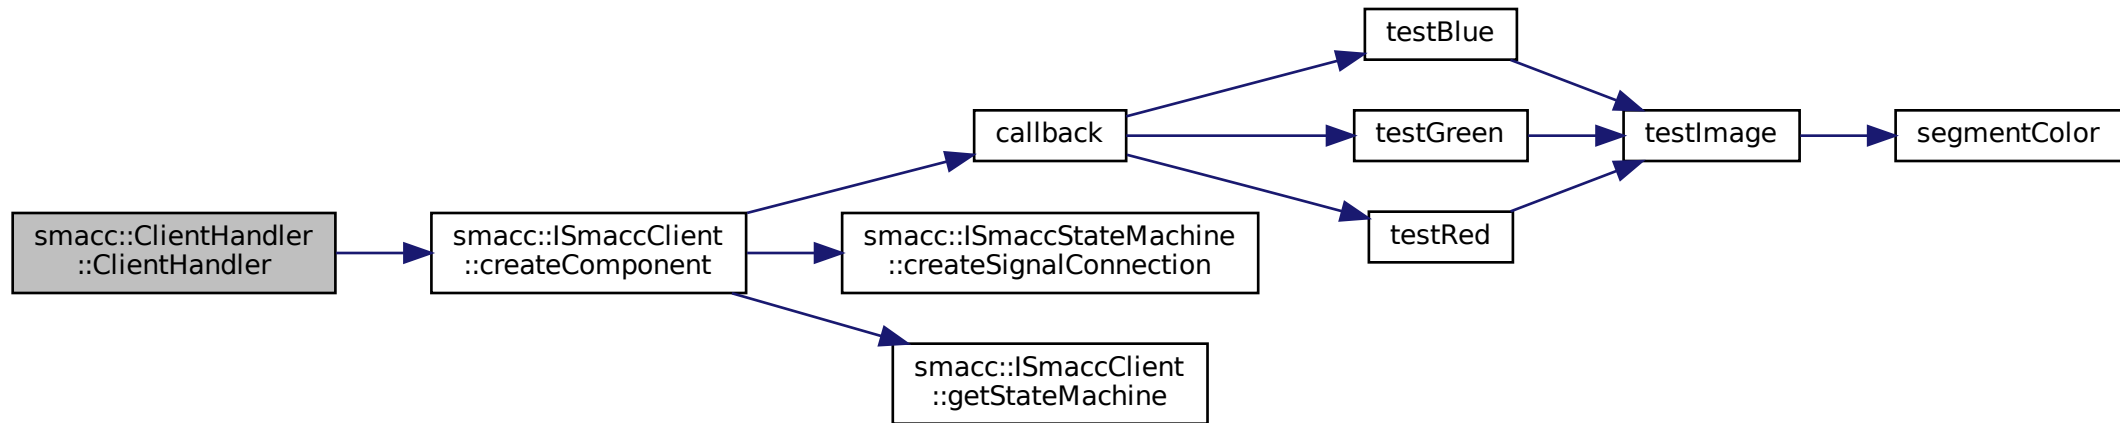 smacc::ClientHandler
::ClientHandler
smacc::ISmaccClient
::createComponent
callback
testBlue
testGreen
testRed
testImage
segmentColor
smacc::ISmaccStateMachine
::createSignalConnection
smacc::ISmaccClient
::getStateMachine